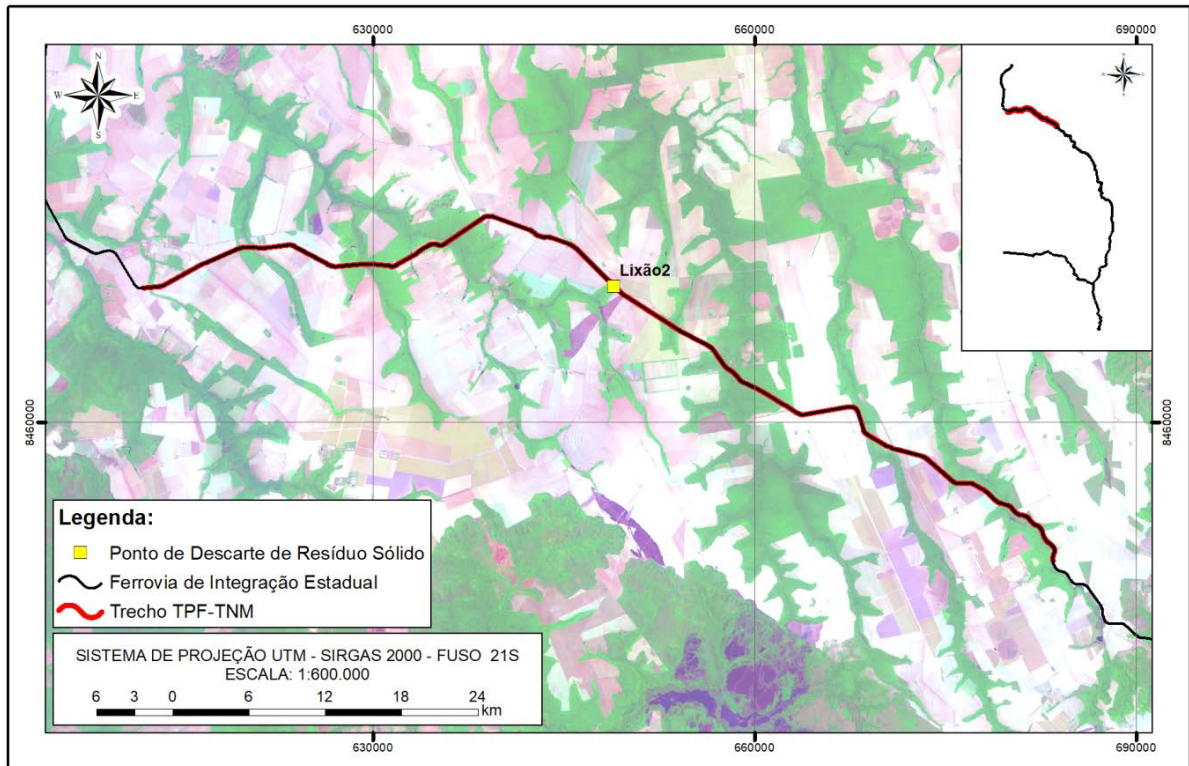 630000
660000
690000
N
W
E
S
Lixão2
8460000
8460000
Legenda:
Ponto de Descarte de Resíduo Sólido
Ferrovia de Integração Estadual
Trecho TPF-TNM
SISTEMA DE PROJEÇÃO UTM - SIRGAS 2000 - FUSO 21S
ESCALA: 1:600.000
6 3 0 6 12 18 24
km
630000
660000
690000